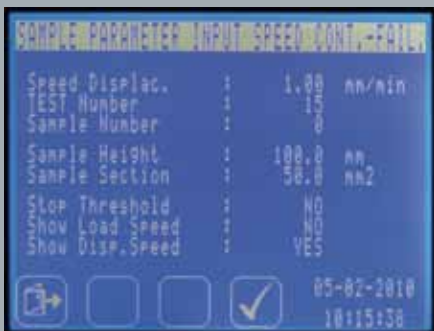 SAMPLE PARAMETER INPUT SPEED CONT.-FAIL.
Speed Displac. : 1.00 mm/min
TEST Number : 15
Sample Number : 0
Sample Height : 100.0 mm
Sample Section : 50.0 mm2
Stop Threshold : NO
Show Load Speed : NO
Show Disp.Speed : YES
05-02-2010
10:15:38